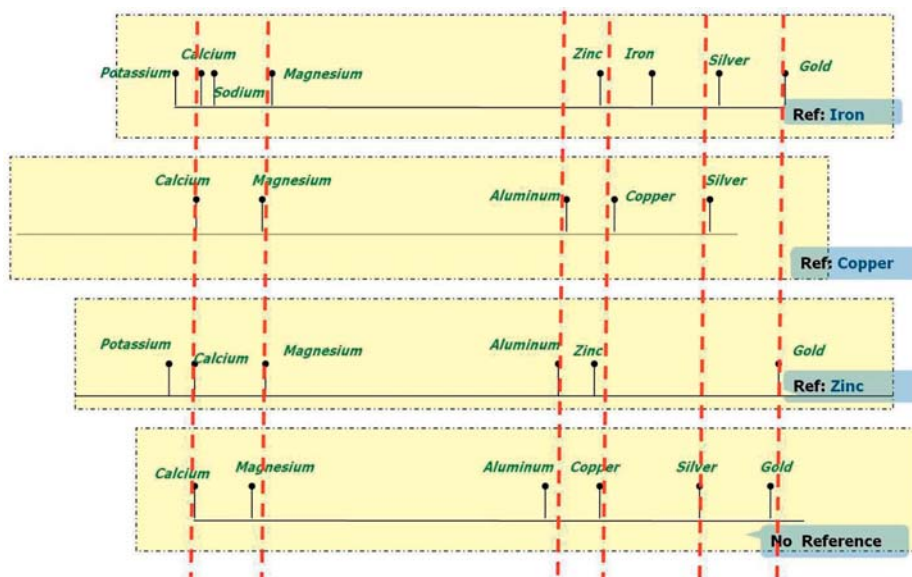 Calcium
Zinc Iron
Silver
Gold
Potassium
Magnesium
Sodium
Ref: Iron
Calcium
Magnesium
Aluminum
Copper
Silver
Ref: Copper
Potassium
Calcium
Magnesium
Aluminum
Zinc
Gold
Ref: Zinc
Calcium
Magnesium
Aluminum
Copper
Silver
Gold
No Reference